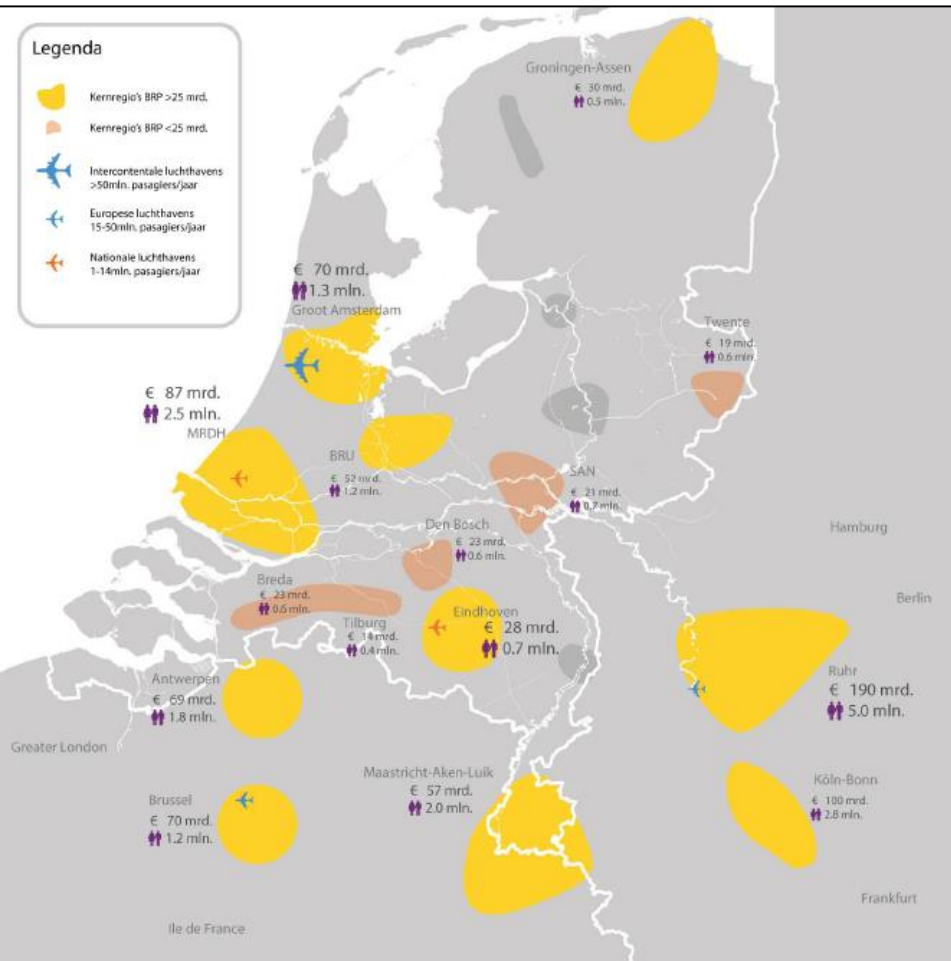 Legenda
Kernregio's BRP >25 mrd.
Kernregio's BRP <25 mrd.
Intercontentale luchthavens
>50mln. pasagiers/jaar
Europese luchthavens
15-50mln. pasagiers/jaar
Nationale luchthavens
1-14mln. pasagiers/jaar
Groningen-Assen
€ 30 mrd.
0.5 mln.
€ 70 mrd.
1.3 mln.
Groot Amsterdam
Twente
€ 19 mrd.
0.6 mln.
€ 87 mrd.
2.5 mln.
MRDH
BRU
€ 52 mrd.
1.2 mln.
SAN
€ 21 mrd.
0.7 mln.
Den Bosch
€ 23 mrd.
0.6 mln.
Hamburg
Breda
€ 23 mrd.
0.6 mln.
Berlin
Tilburg
€ 14 mrd.
0.4 mln.
Eindhoven
€ 28 mrd.
0.7 mln.
Antwerpen
€ 69 mrd.
1.8 mln.
Ruhr
€ 190 mrd.
5.0 mln.
Greater London
Maastricht-Aken-Luik
€ 57 mrd.
2.0 mln.
Köln-Bonn
€ 100 mrd.
2.8 mln.
Brussel
€ 70 mrd.
1.2 mln.
Frankfurt
Ile de France